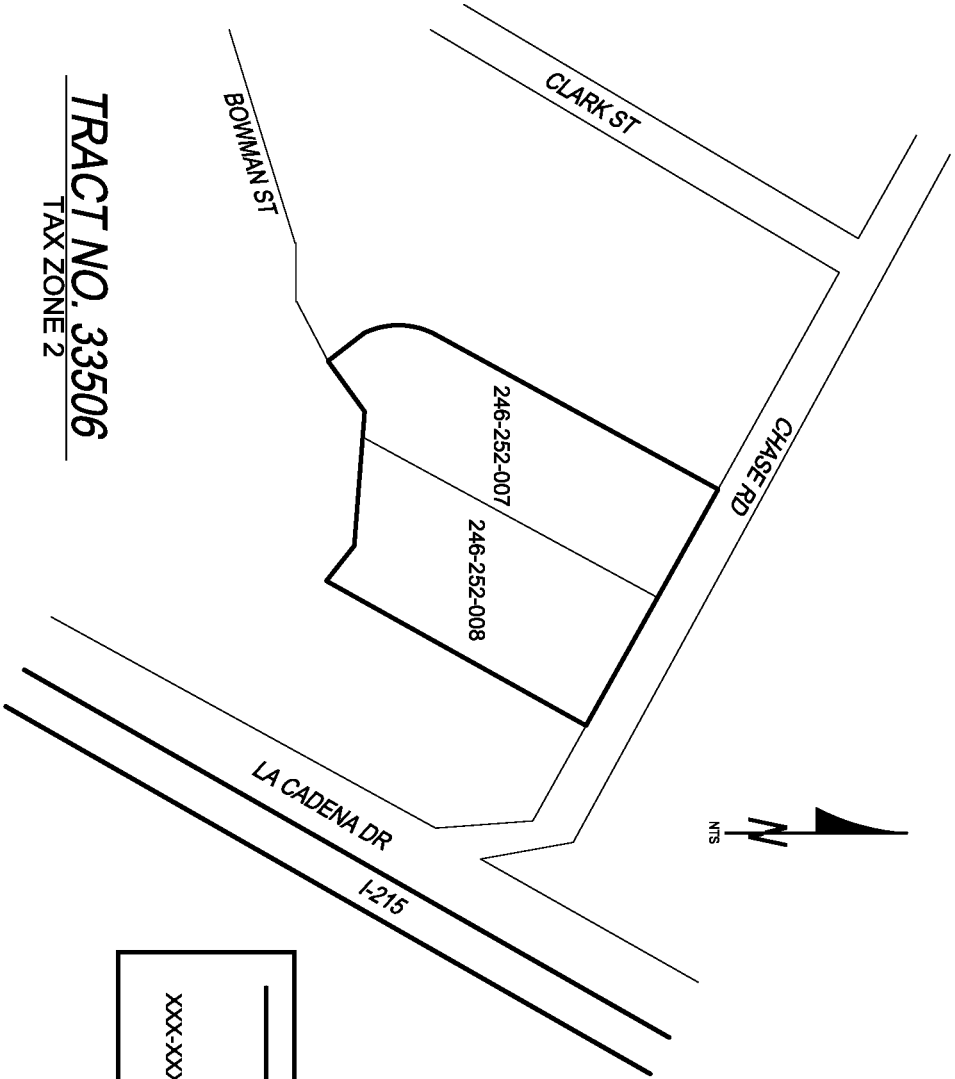 CLARK ST
CHASE RD
BOWMAN ST
246-252-007
246-252-008
LA CADENA DR
I-215
N
NTS
TRACT NO. 33506
TAX ZONE 2